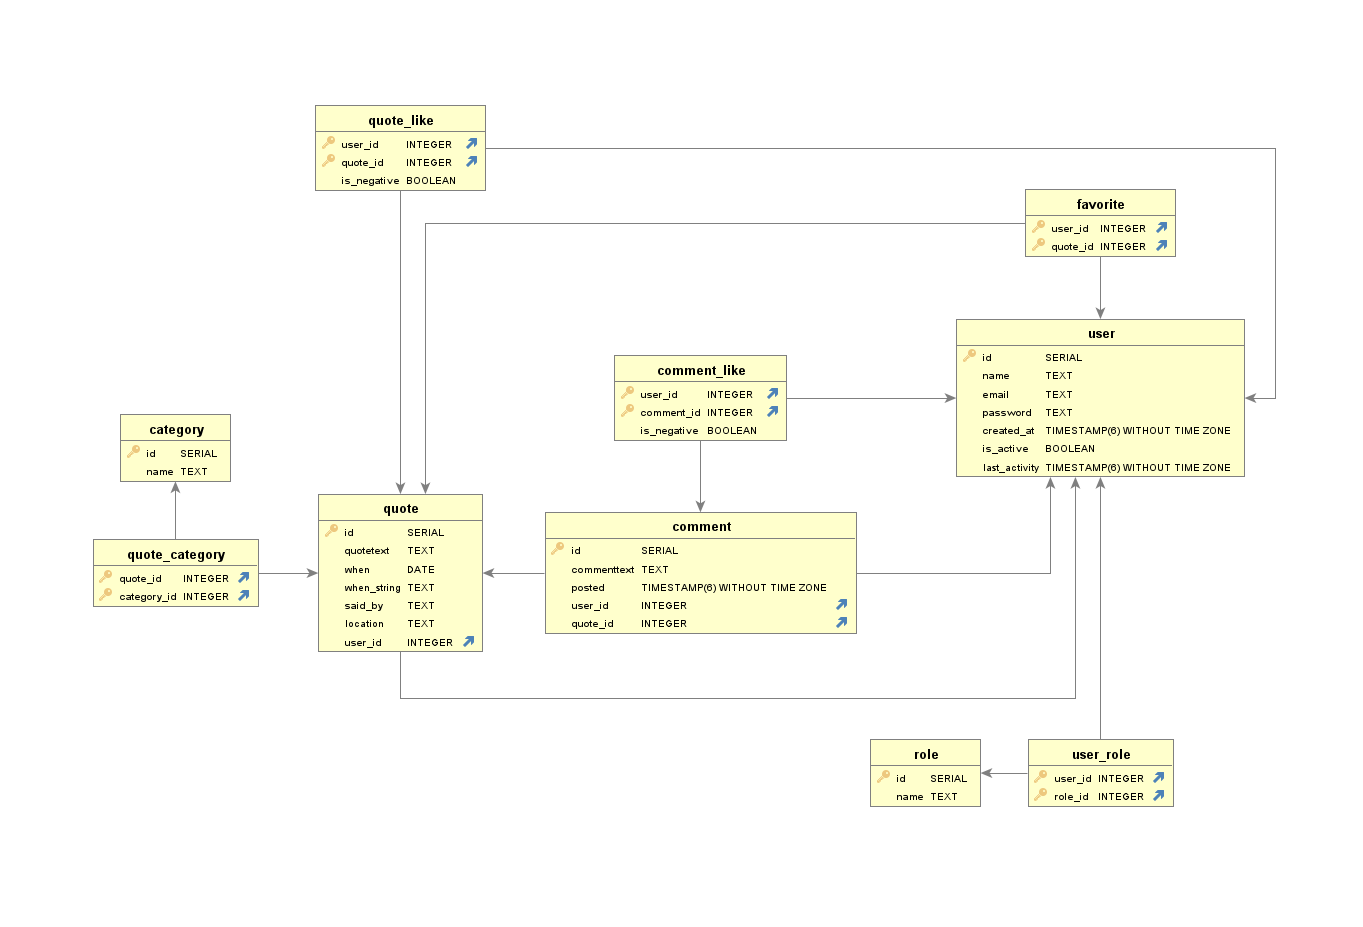 quote_like
user_id INTEGER
quote_id INTEGER
is_negative BOOLEAN
favorite
user_id INTEGER
quote_id INTEGER
user
id SERIAL
name TEXT
email TEXT
password TEXT
created_at TIMESTAMP(6) WITHOUT TIME ZONE
is_active BOOLEAN
last_activity TIMESTAMP(6) WITHOUT TIME ZONE
comment_like
user_id INTEGER
comment_id INTEGER
is_negative BOOLEAN
category
id SERIAL
name TEXT
quote
id SERIAL
quotetext TEXT
when DATE
when_string TEXT
said_by TEXT
location TEXT
user_id INTEGER
comment
id SERIAL
commenttext TEXT
posted TIMESTAMP(6) WITHOUT TIME ZONE
user_id INTEGER
quote_id INTEGER
quote_category
quote_id INTEGER
category_id INTEGER
role
id SERIAL
name TEXT
user_role
user_id INTEGER
role_id INTEGER